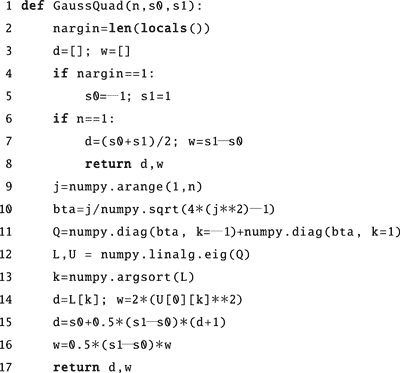 1 def GaussQuad(n,s0,s1):
2 nargin=len(locals())
3 d=[]; w=[]
4 if nargin==1:
5 s0=—1; s1=1
6 if n==1:
7 d=(s0+s1)/2; w=s1—s0
8 return d,w
9 j=numpy.arange(1,n)
10 bta=j/numpy.sqrt(4*(j**2)—1)
11 Q=numpy.diag(bta, k=—1)+numpy.diag(bta, k=1)
12 L,U = numpy.linalg.eig(Q)
13 k=numpy.argsort(L)
14 d=L[k]; w=2*(U[0][k]**2)
15 d=s0+0.5*(s1—s0)*(d+1)
16 w=0.5*(s1—s0)*w
17 return d,w